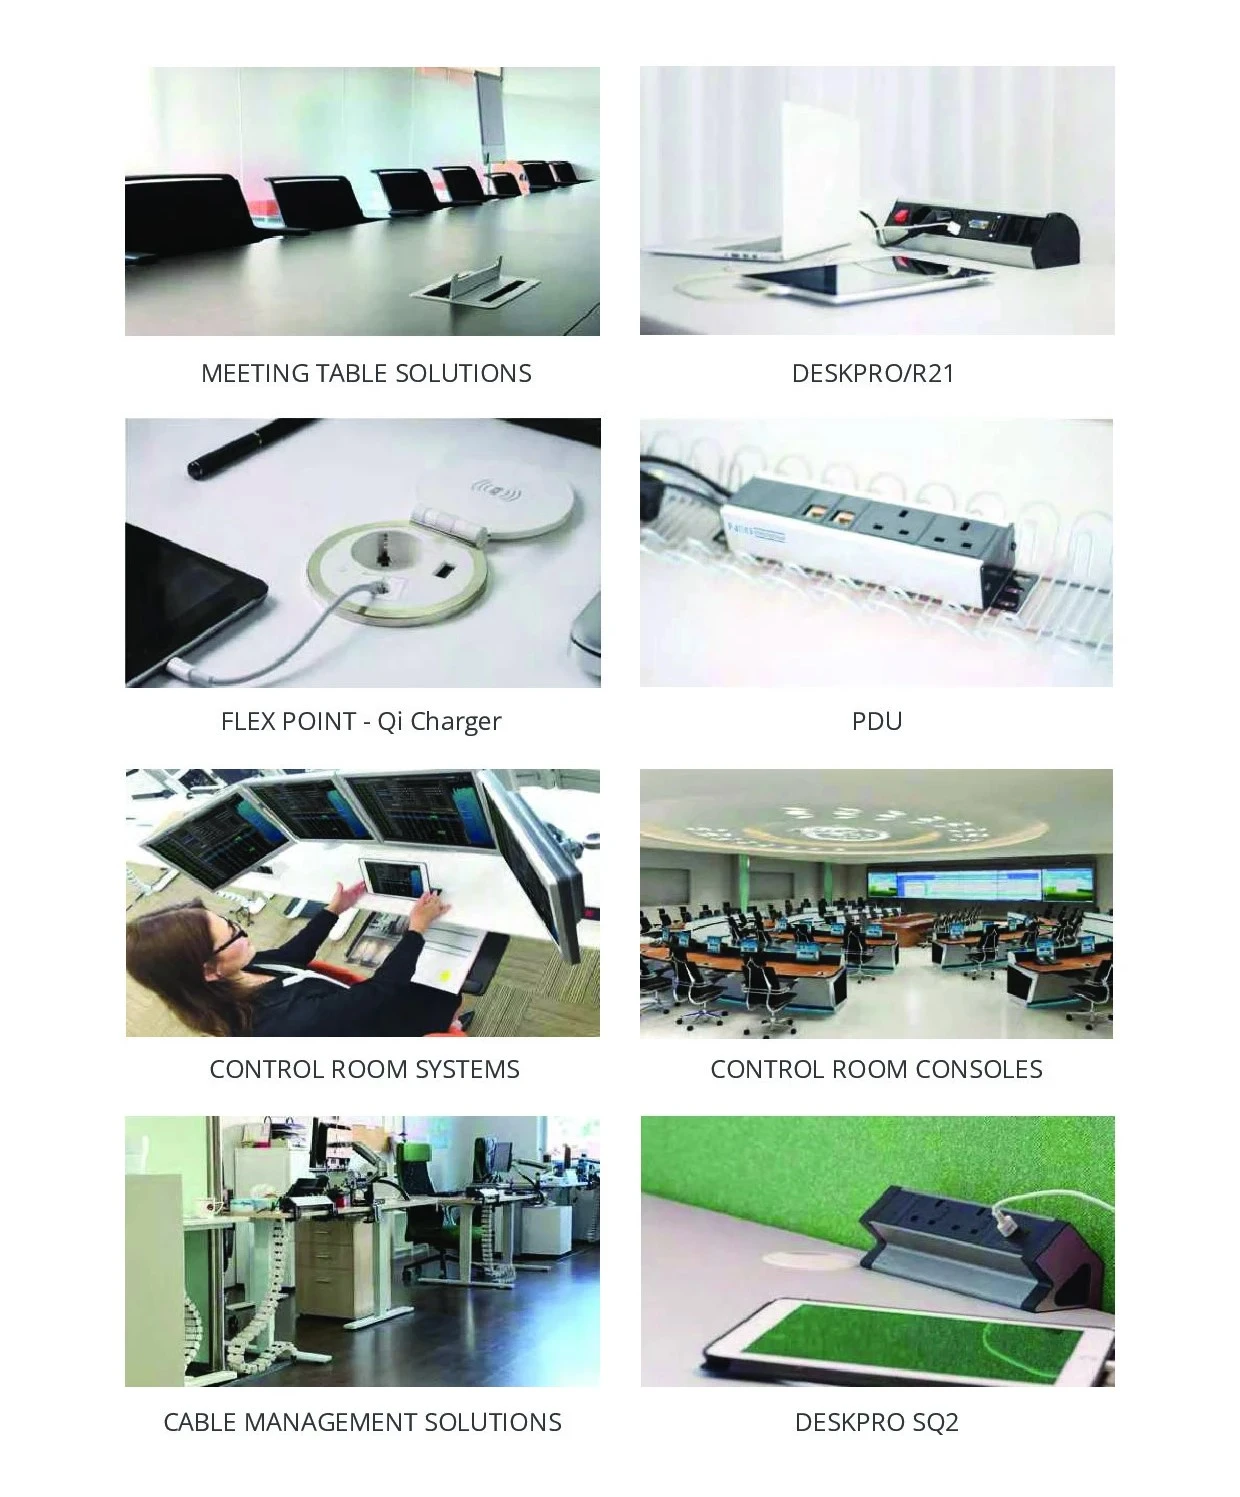 MEETING TABLE SOLUTIONS
DESKPRO/R21
FLEX POINT - Qi Charger
PDU
CONTROL ROOM SYSTEMS
CONTROL ROOM CONSOLES
CABLE MANAGEMENT SOLUTIONS
DESKPRO SQ2